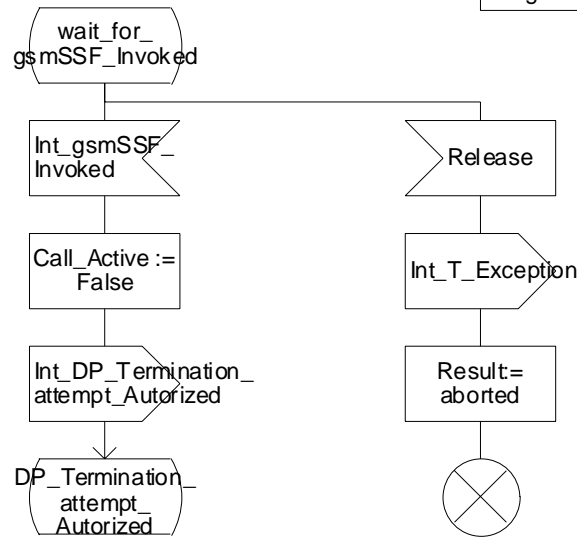 wait_for_
gsmSSF_Invoked
Int_gsmSSF_
Invoked
Release
Call_Active :=
False
Int_T_Exception
Int_DP_Termination_
attempt_Autorized
Result:=
aborted
DP_Termination_
attempt_
Autorized